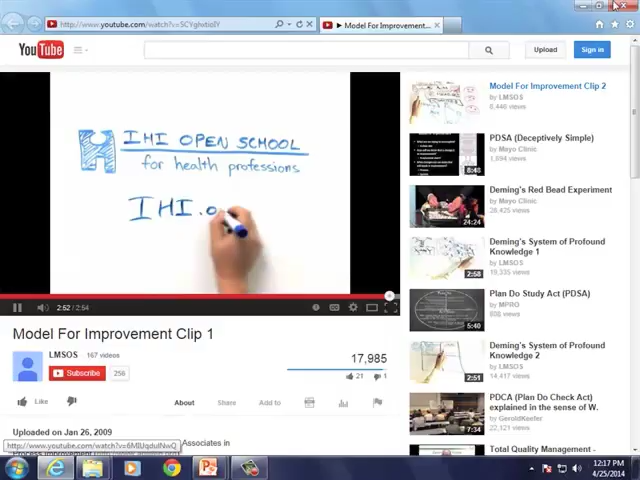 http://www.youtube.com/watch?v=SCYghwtioIY
Model For Improvement...
YouTube
Upload
Sign in
IHI OPEN SCHOOL
for health professions
IHI.o
2:52 / 2:54
Model For Improvement Clip 1
LMSOS 167 videos
Subscribe 256
17,985
21 1
Like
About Share Add to
Uploaded on Jan 26, 2009
Associates in
Model For Improvement Clip 2
by LMSOS
8,446 views
PDSA (Deceptively Simple)
by Mayo Clinic
1,894 views
8:48
Deming's Red Bead Experiment
by Mayo Clinic
28,425 views
24:24
Deming's System of Profound
Knowledge 1
by LMSOS
19,335 views
2:58
Plan Do Study Act (PDSA)
by MPRO
898 views
5:40
Deming's System of Profound
Knowledge 2
by LMSOS
14,417 views
2:51
PDCA (Plan Do Check Act)
explained in the sense of W.
by GeroldKeefer
22,121 views
7:34
Total Quality Management -
12:17 PM
4/25/2014